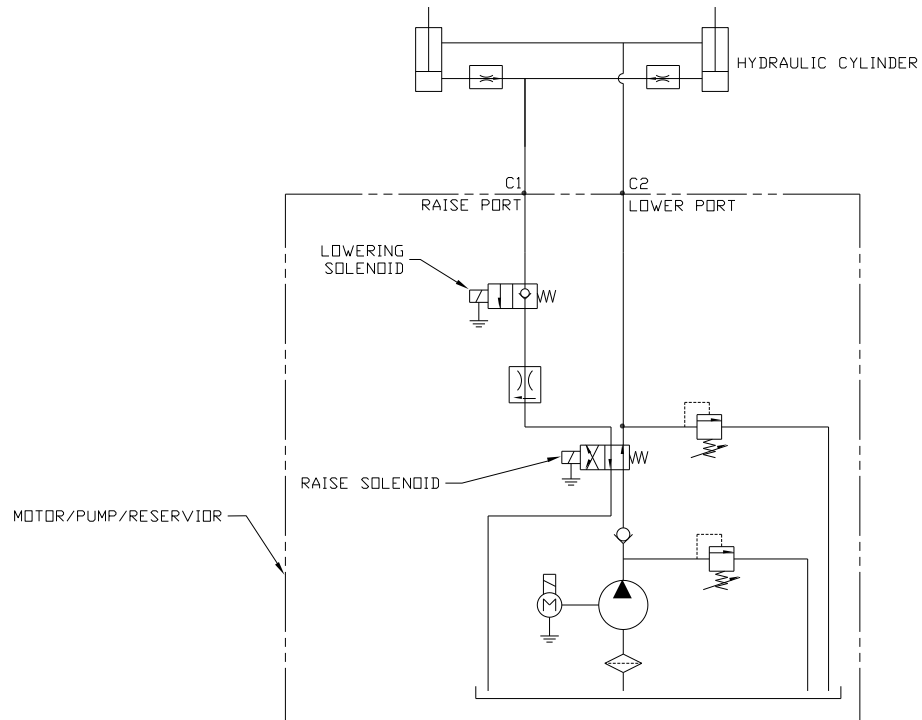 HYDRAULIC CYLINDER
C1
C2
RAISE PORT
LOWER PORT
LOWERING
SOLENOID
RAISE SOLENOID
MOTOR/PUMP/RESERVIOR
M